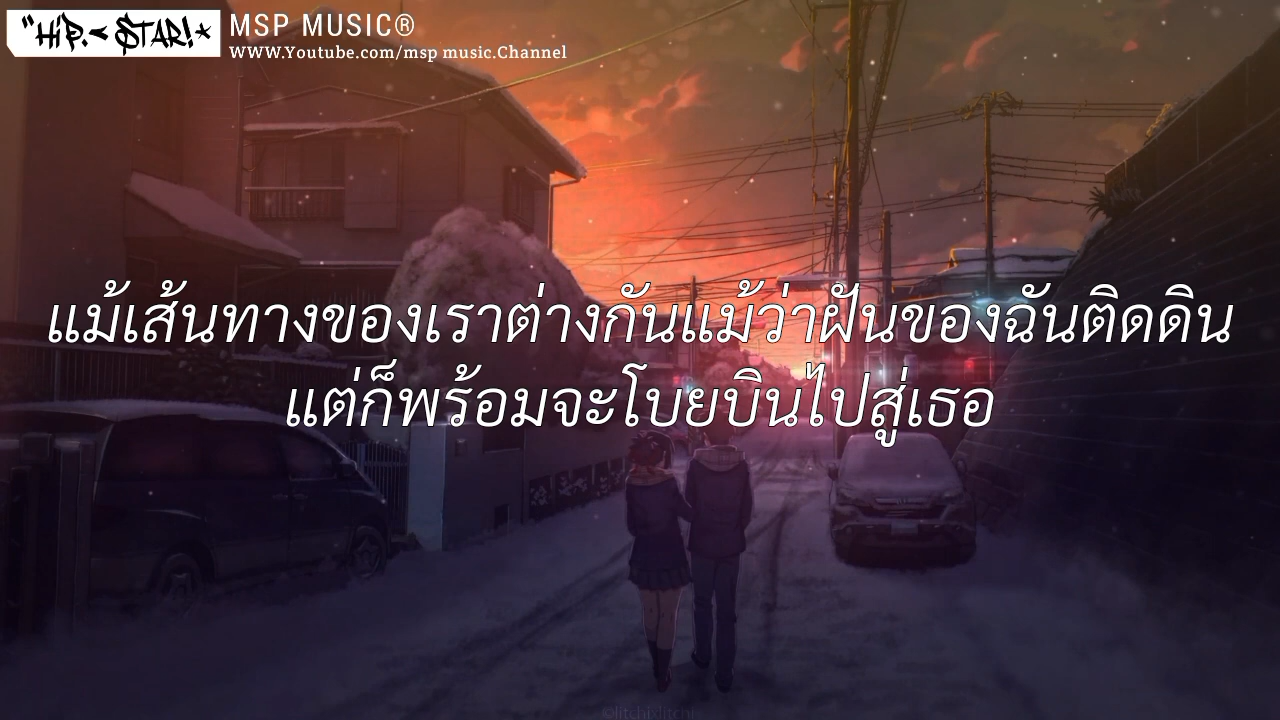 "HiP.< $TAR!★
MSP MUSIC®
WWW.Youtube.com/msp music.Channel
แม้เส้นทางของเราต่างกันแม้ว่าฝันของฉันติดดิน
แต่ก็พร้อมจะโบยบินไปสู่เธอ
©litchixlitchi